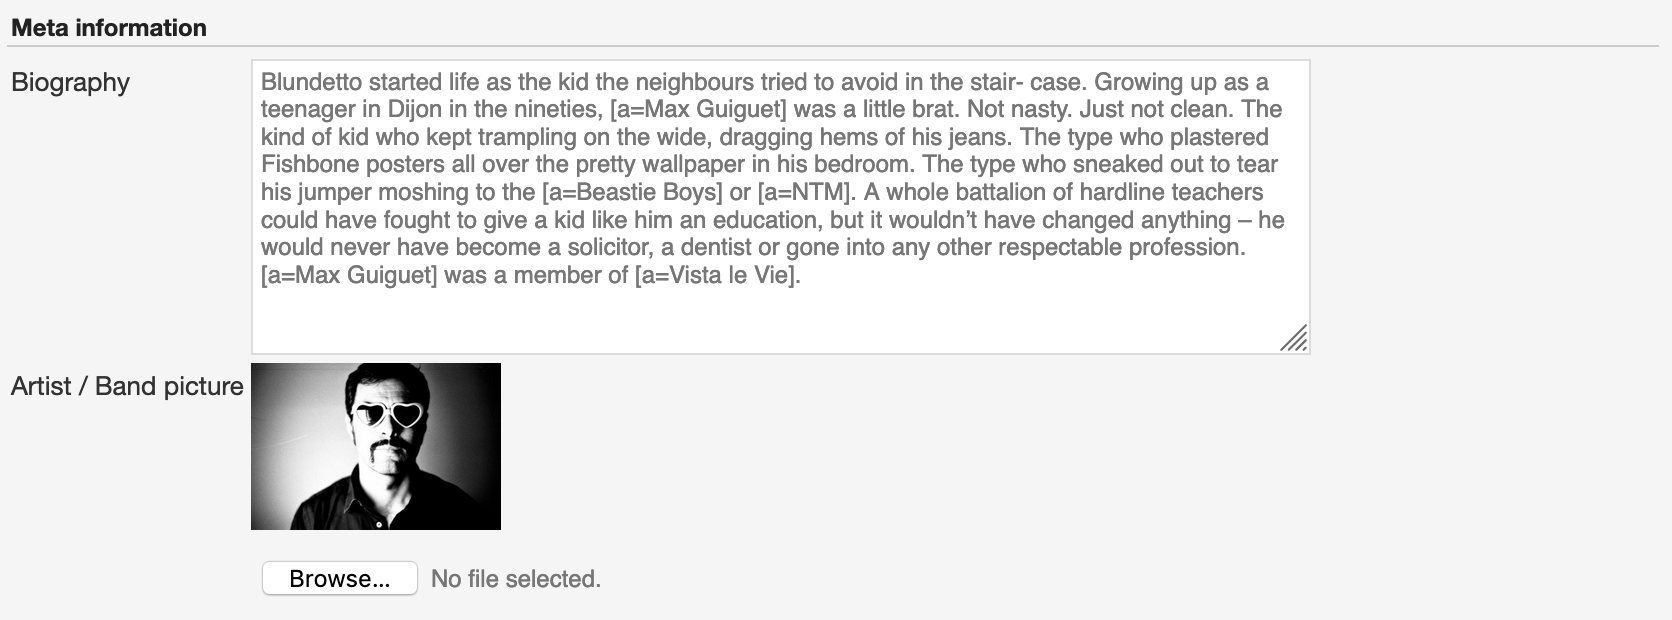 Meta information
Biography
Blundetto started life as the kid the neighbours tried to avoid in the stair- case. Growing up as a
teenager in Dijon in the nineties, [a=Max Guiguet] was a little brat. Not nasty. Just not clean. The
kind of kid who kept trampling on the wide, dragging hems of his jeans. The type who plastered
Fishbone posters all over the pretty wallpaper in his bedroom. The type who sneaked out to tear
his jumper moshing to the [a=Beastie Boys] or [a=NTM]. A whole battalion of hardline teachers
could have fought to give a kid like him an education, but it wouldn’t have changed anything – he
would never have become a solicitor, a dentist or gone into any other respectable profession.
[a=Max Guiguet] was a member of [a=Vista le Vie].
Artist / Band picture
Browse... No file selected.